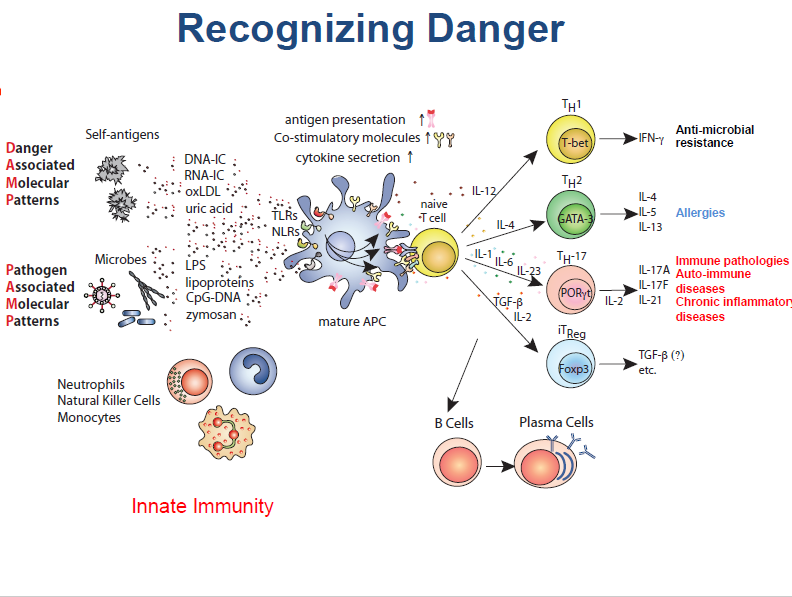 Recognizing Danger
Danger
Associated
Molecular
Patterns
Self-antigens
DNA-IC
RNA-IC
oxLDL
uric acid
Pathogen
Associated
Molecular
Patterns
Microbes
LPS
lipoproteins
CpG-DNA
zymosan
antigen presentation ↑
Co-stimulatory molecules ↑
cytokine secretion ↑
TLRs
NLRs
mature APC
naive
T cell
IL-12
IL-4
IL-1
IL-6
IL-23
TGF-β
IL-2
TH1
T-bet
IFN-γ
Anti-microbial
resistance
TH2
GATA-3
IL-4
IL-5
IL-13
Allergies
TH-17
PORγt
IL-2
IL-17A
IL-17F
IL-21
Immune pathologies
Auto-immune
diseases
Chronic inflammatory
diseases
iTReg
Foxp3
TGF-β (?)
etc.
Neutrophils
Natural Killer Cells
Monocytes
B Cells
Plasma Cells
Innate Immunity